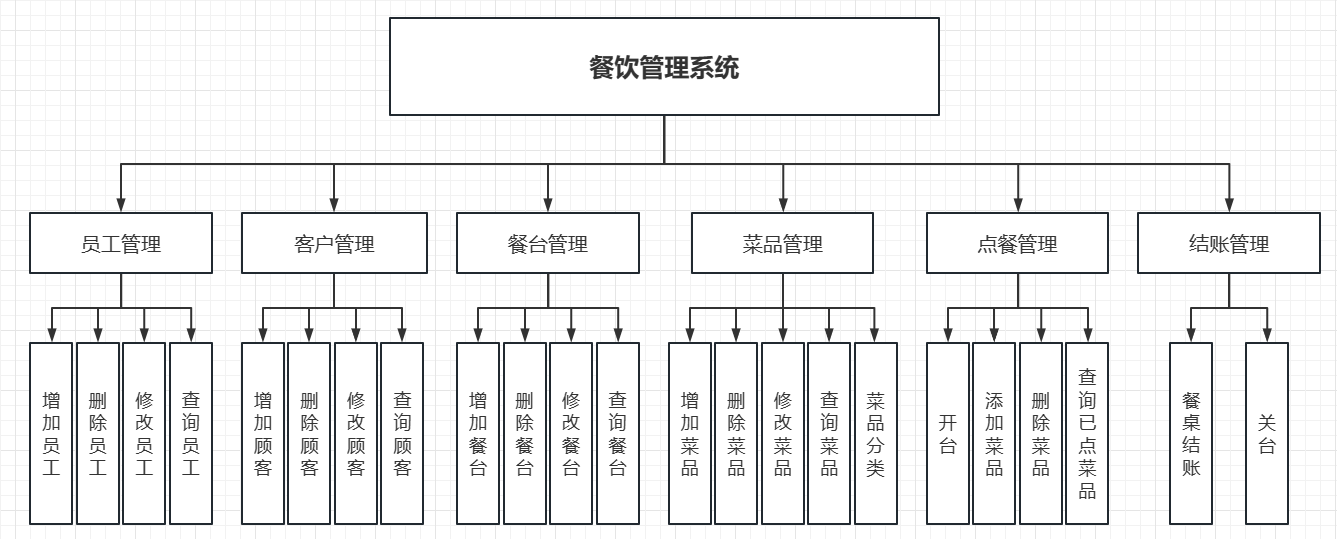 餐饮管理系统
员工管理
客户管理
餐台管理
菜品管理
点餐管理
结账管理
增加员工
删除员工
修改员工
查询员工
增加顾客
删除顾客
修改顾客
查询顾客
增加餐台
删除餐台
修改餐台
查询餐台
增加菜品
删除菜品
修改菜品
查询菜品
菜品分类
开台
添加菜品
删除菜品
查询已点菜品
餐桌结账
关台